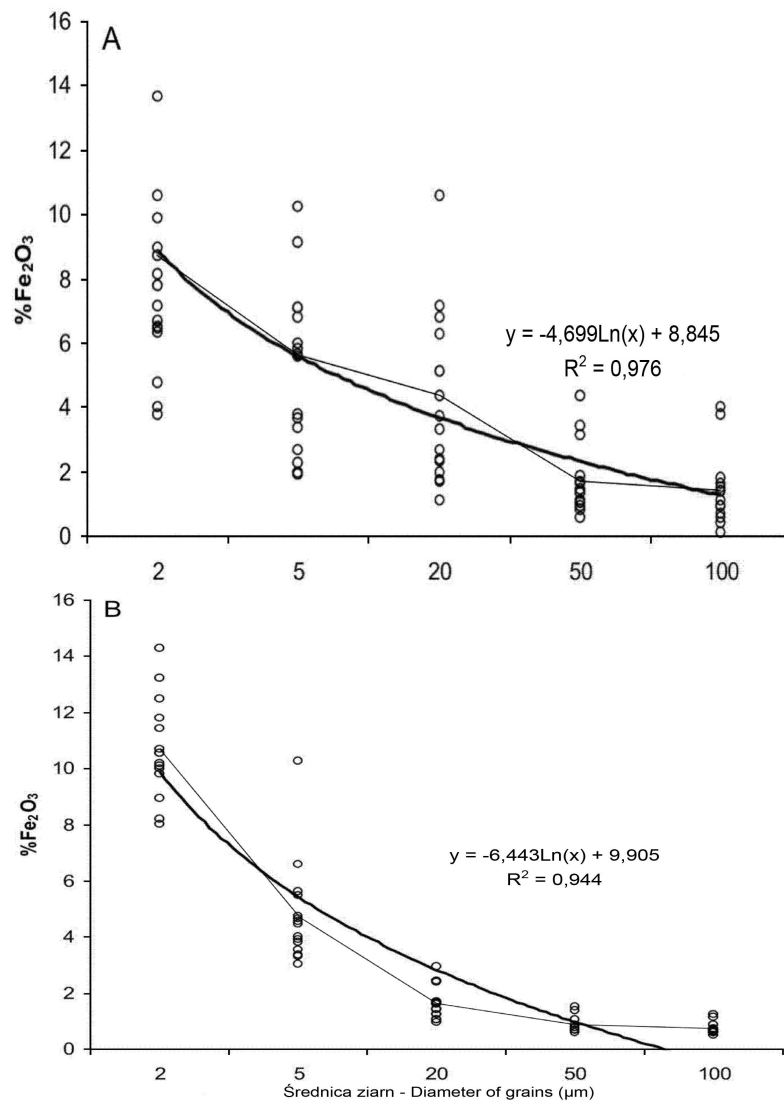 A
16
14
12
10
8
6
4
2
0
%Fe₂O₃
y = -4,699Ln(x) + 8,845
R² = 0,976
2 5 20 50 100
B
16
14
12
10
8
6
4
2
0
%Fe₂O₃
y = -6,443Ln(x) + 9,905
R² = 0,944
2 5 20 50 100
Średnica ziarn - Diameter of grains (µm)